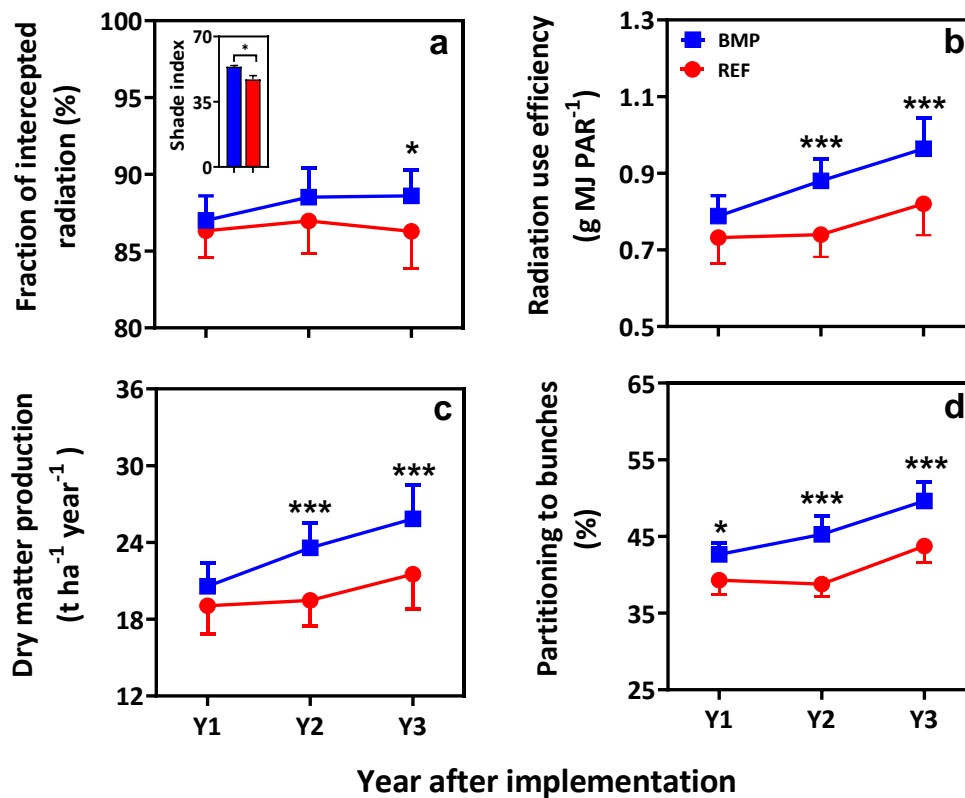 Fraction of intercepted
radiation (%)
100
95
90
85
80
a
Shade index
70
35
0
*
*
Radiation use efficiency
(g MJ PAR⁻¹)
1.3
1.1
0.9
0.7
0.5
b
BMP
REF
***
***
Dry matter production
(t ha⁻¹ year⁻¹)
36
30
24
18
12
c
***
***
Y1 Y2 Y3
Partitioning to bunches
(%)
65
55
45
35
25
d
*
***
***
Y1 Y2 Y3
Year after implementation